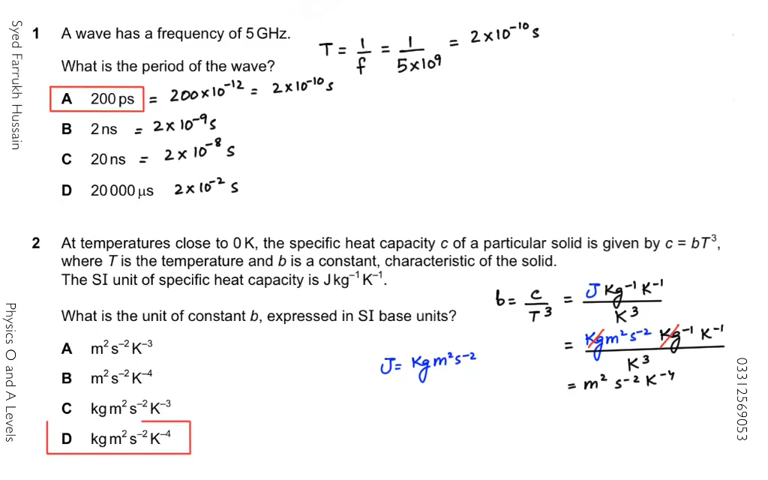 Syed Farrukh Hussain
1 A wave has a frequency of 5 GHz.
What is the period of the wave?
T = 1/f = 1/(5×10⁹) = 2×10⁻¹⁰ s
A 200 ps = 200×10⁻¹² = 2×10⁻¹⁰ s
B 2 ns = 2×10⁻⁹ s
C 20 ns = 2×10⁻⁸ s
D 20 000 μs 2×10⁻² s
2 At temperatures close to 0 K, the specific heat capacity c of a particular solid is given by c = bT³,
where T is the temperature and b is a constant, characteristic of the solid.
The SI unit of specific heat capacity is J kg⁻¹ K⁻¹.
What is the unit of constant b, expressed in SI base units?
A m² s⁻² K⁻³
B m² s⁻² K⁻⁴
C kg m² s⁻² K⁻³
D kg m² s⁻² K⁻⁴
b = c/T³ = J Kg⁻¹ K⁻¹/K³
= Kg m² s⁻² Kg⁻¹ K⁻¹/K³
= m² s⁻² K⁻⁴
J = Kg m² s⁻²
Physics O and A Levels
03312569053